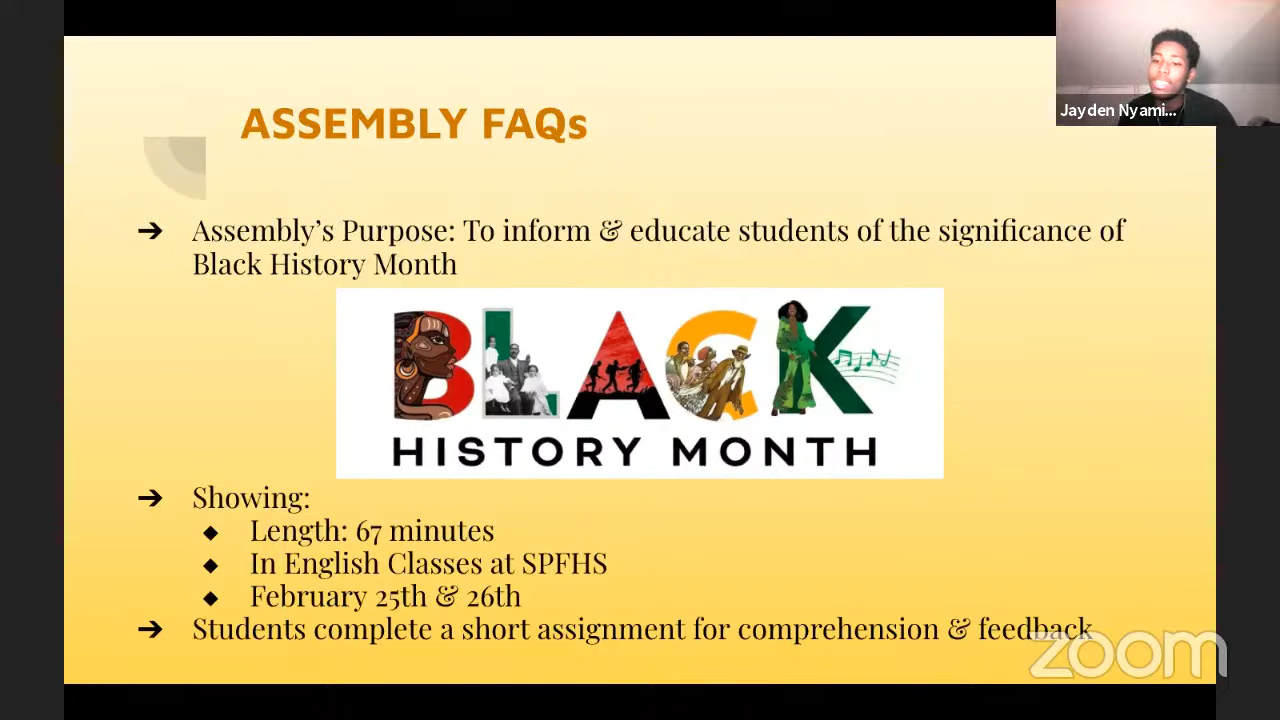 Jayden Nyami...
ASSEMBLY FAQs
➔ Assembly's Purpose: To inform & educate students of the significance of
Black History Month
BLACK
HISTORY MONTH
➔ Showing:
◆ Length: 67 minutes
◆ In English Classes at SPFHS
◆ February 25th & 26th
➔ Students complete a short assignment for comprehension & feedback
zoom